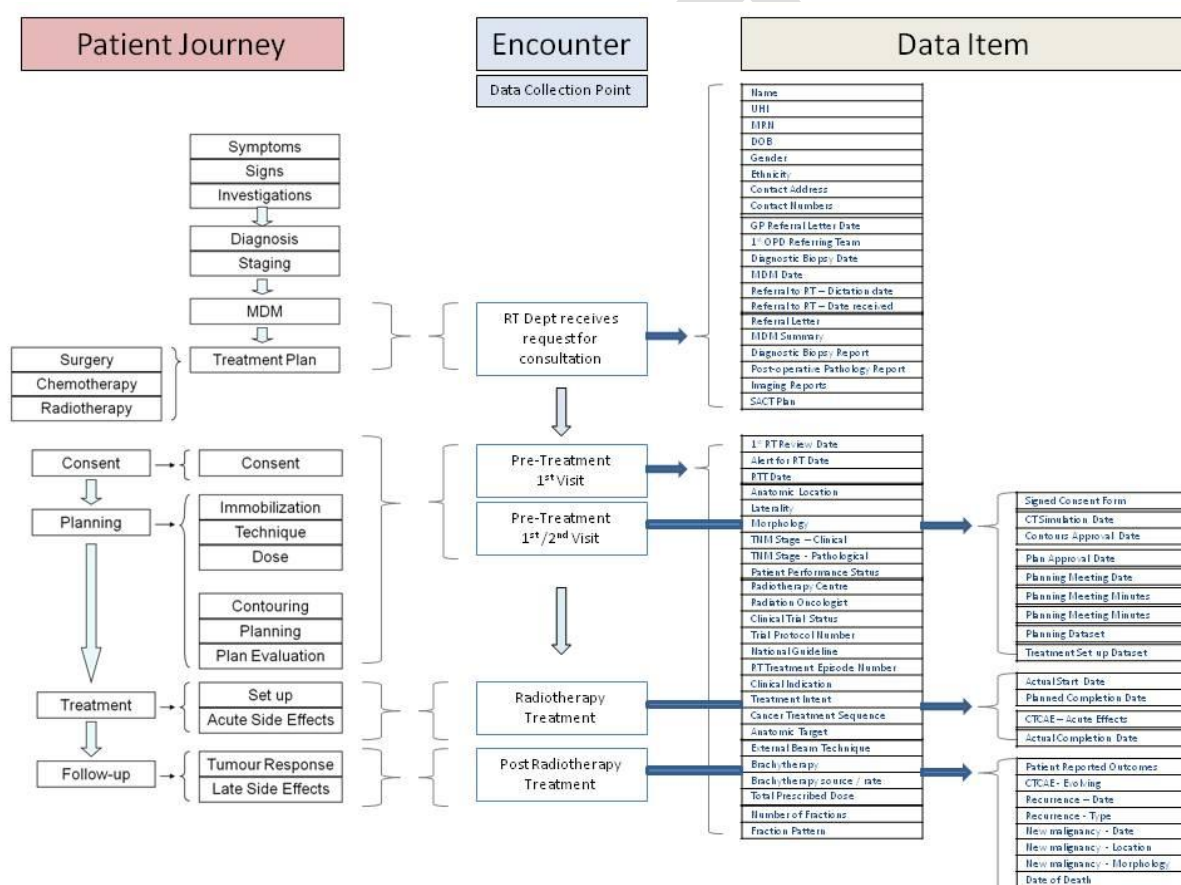 Patient Journey
Encounter
Data Item
Data Collection Point
Symptoms
Signs
Investigations
Diagnosis
Staging
MDM
Treatment Plan
Surgery
Chemotherapy
Radiotherapy
Consent
Consent
Planning
Immobilization
Technique
Dose
Contouring
Planning
Plan Evaluation
Treatment
Set up
Acute Side Effects
Follow-up
Tumour Response
Late Side Effects
RT Dept receives
request for
consultation
Pre-Treatment
1st Visit
Pre-Treatment
1st/2nd Visit
Radiotherapy
Treatment
Post Radiotherapy
Treatment
Name
UHI
MRN
DOB
Gender
Ethnicity
Contact Address
Contact Numbers
GP Referral Letter Date
1st OPD Referring Team
Diagnostic Biopsy Date
MDM Date
Referral to RT – Dictation date
Referral to RT – Date received
Referral Letter
MDM Summary
Diagnostic Biopsy Report
Post-operative Pathology Report
Imaging Reports
SACT Plan
1st RT Review Date
Alert for RT Date
RTT Date
Anatomic Location
Laterality
Morphology
TNM Stage – Clinical
TNM Stage - Pathological
Patient Performance Status
Radiotherapy Centre
Radiation Oncologist
Clinical Trial Status
Trial Protocol Number
National Guideline
RT Treatment Episode Number
Clinical Indication
Treatment Intent
Cancer Treatment Sequence
Anatomic Target
External Beam Technique
Brachytherapy
Brachytherapy source / rate
Total Prescribed Dose
Number of Fractions
Fraction Pattern
Signed Consent Form
CT Simulation Date
Contours Approval Date
Plan Approval Date
Planning Meeting Date
Planning Meeting Minutes
Planning Meeting Minutes
Planning Dataset
Treatment Set up Dataset
Actual Start Date
Planned Completion Date
CTCAE – Acute Effects
Actual Completion Date
Patient Reported Outcomes
CTCAE - Evolving
Recurrence – Date
Recurrence - Type
New malignancy - Date
New malignancy - Location
New malignancy - Morphology
Date of Death